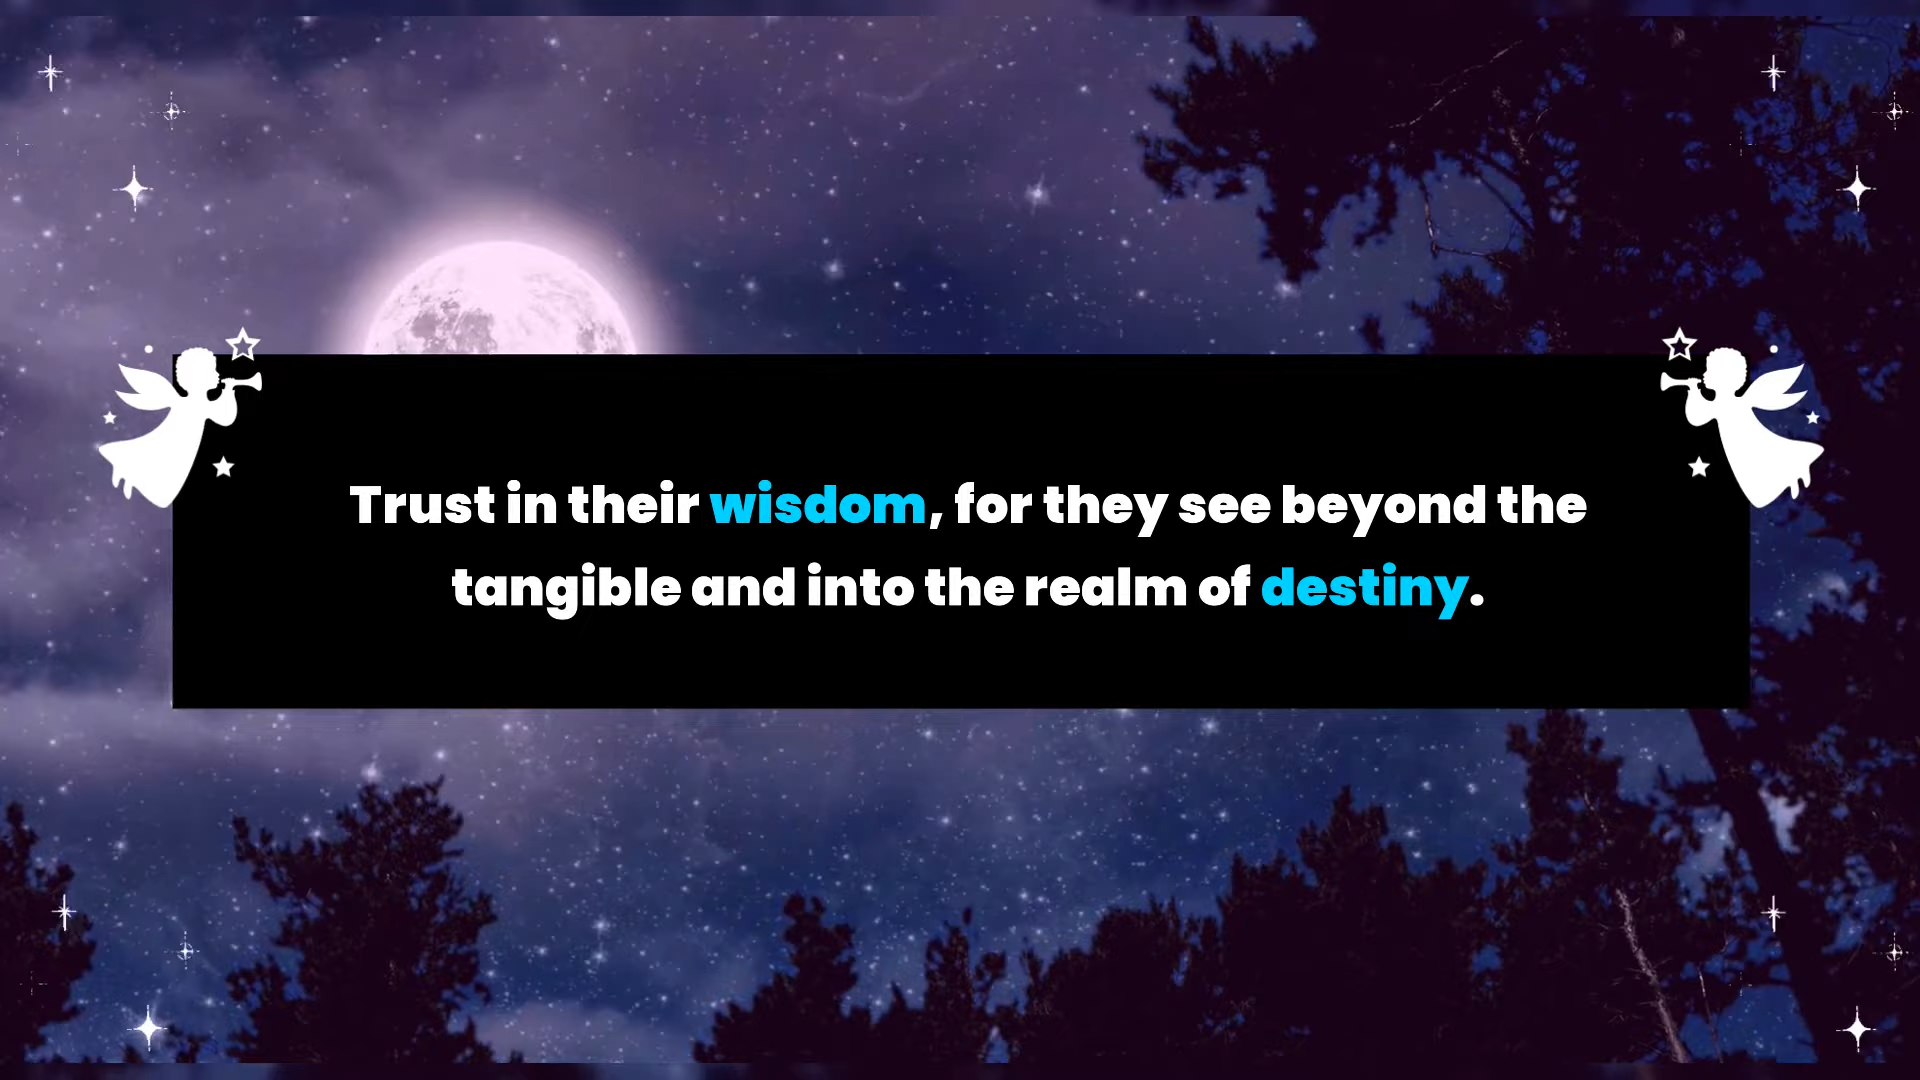 Trust in their wisdom, for they see beyond the
tangible and into the realm of destiny.